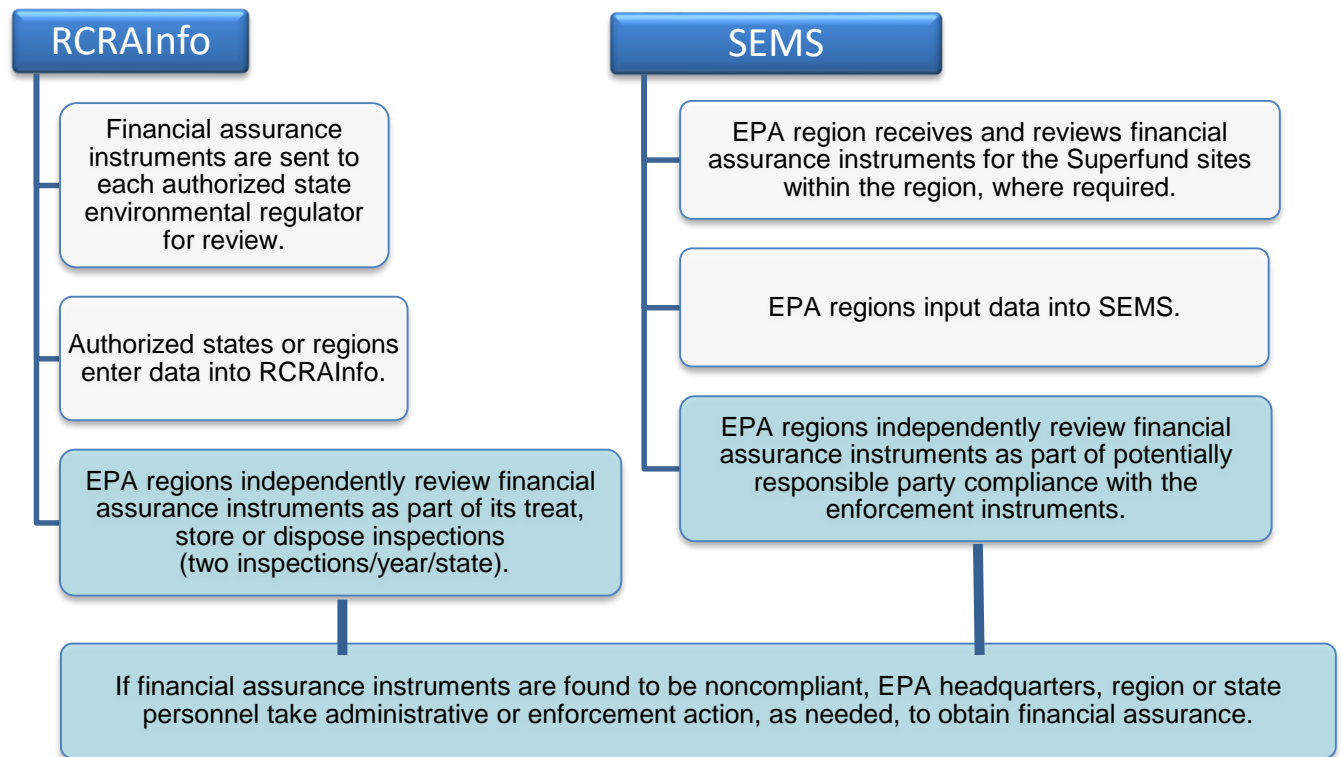 RCRAInfo
Financial assurance
instruments are sent to
each authorized state
environmental regulator
for review.
Authorized states or regions
enter data into RCRAInfo.
EPA regions independently review financial
assurance instruments as part of its treat,
store or dispose inspections
(two inspections/year/state).
SEMS
EPA region receives and reviews financial
assurance instruments for the Superfund sites
within the region, where required.
EPA regions input data into SEMS.
EPA regions independently review financial
assurance instruments as part of potentially
responsible party compliance with the
enforcement instruments.
If financial assurance instruments are found to be noncompliant, EPA headquarters, region or state
personnel take administrative or enforcement action, as needed, to obtain financial assurance.